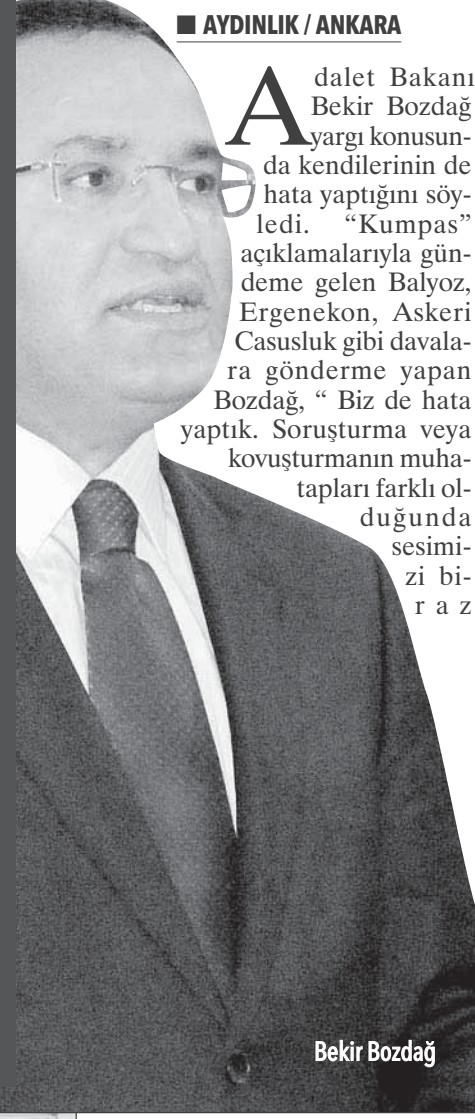 ■ AYDINLIK / ANKARA
Adalet Bakanı
Bekir Bozdağ
yargı konusun-
da kendilerinin de
hata yaptığını söy-
ledi. “Kumpas”
açıklamalarıyla gün-
deme gelen Balyoz,
Ergenekon, Askeri
Casusluk gibi davala-
ra gönderme yapan
Bozdağ, “ Biz de hata
yaptık. Soruşturma veya
kovuşturmanın muha-
tapları farklı ol-
duğunda
sesimi-
zi bi-
raz
Bekir Bozdağ